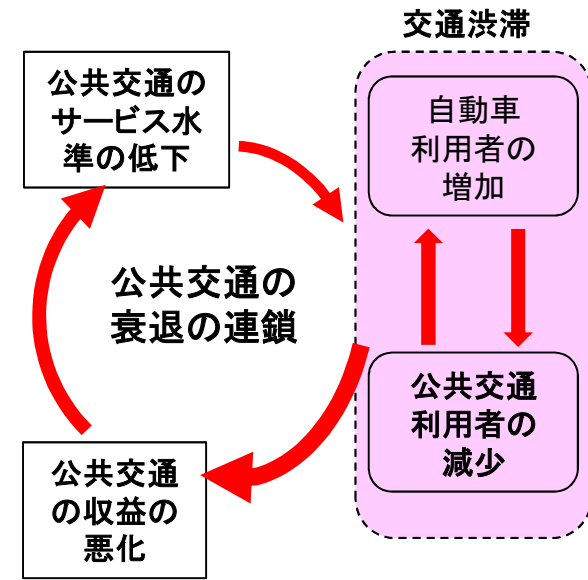 交通渋滞
公共交通の
サービス水
準の低下
自動車
利用者の
増加
公共交通の
衰退の連鎖
公共交通
利用者の
減少
公共交通
の収益の
悪化